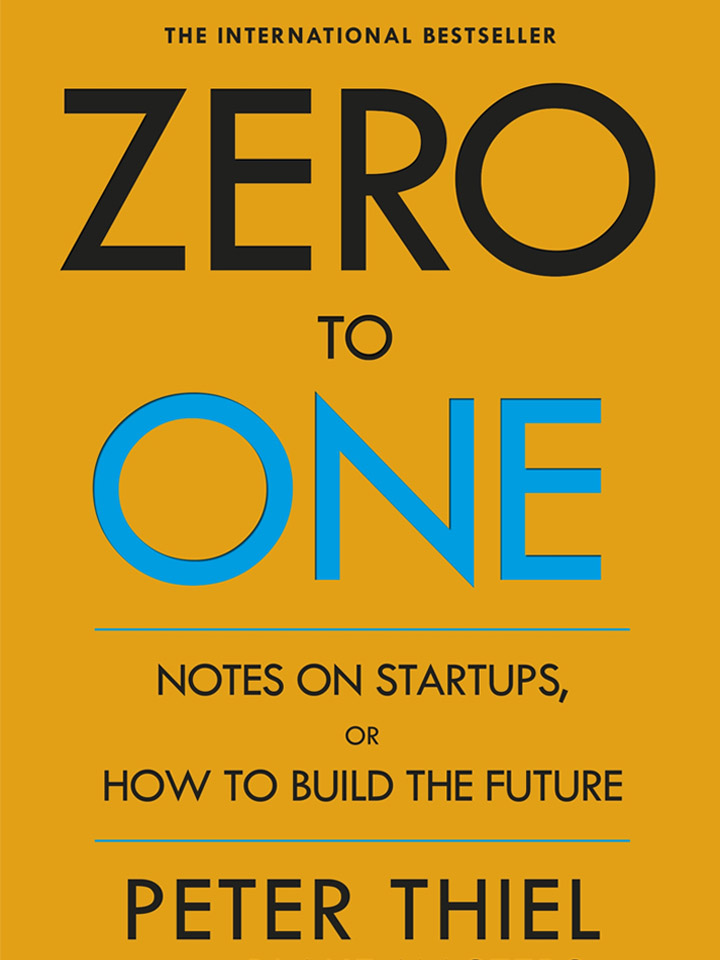 THE INTERNATIONAL BESTSELLER
ZERO
TO
ONE
NOTES ON STARTUPS,
OR
HOW TO BUILD THE FUTURE
PETER THIEL